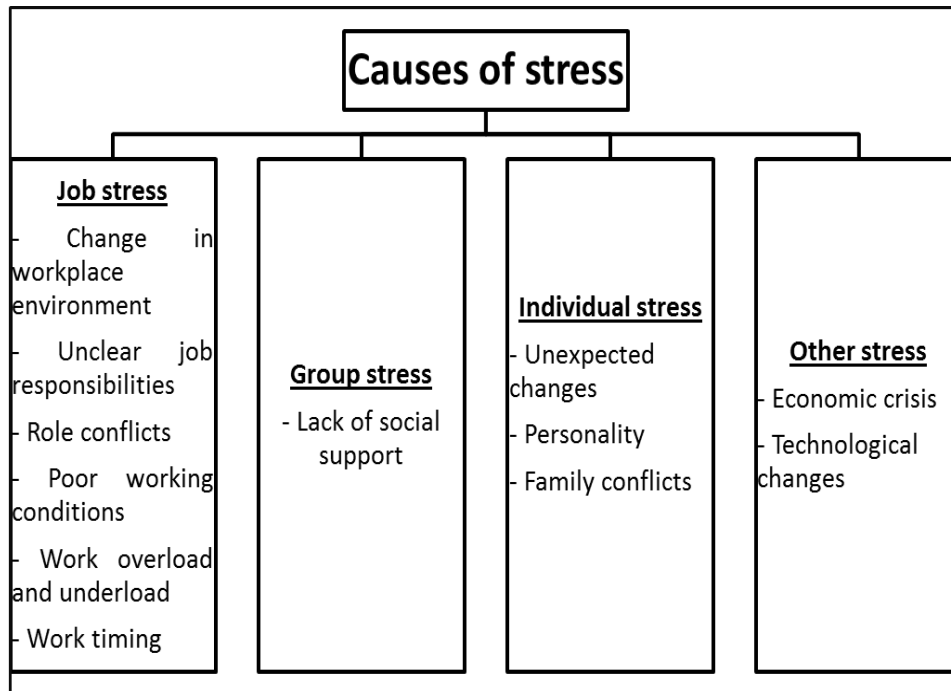 Causes of stress
Job stress
- Change in
workplace
environment
- Unclear job
responsibilities
- Role conflicts
- Poor working
conditions
- Work overload
and underload
- Work timing
Group stress
- Lack of social
support
Individual stress
- Unexpected
changes
- Personality
- Family conflicts
Other stress
- Economic crisis
- Technological
changes